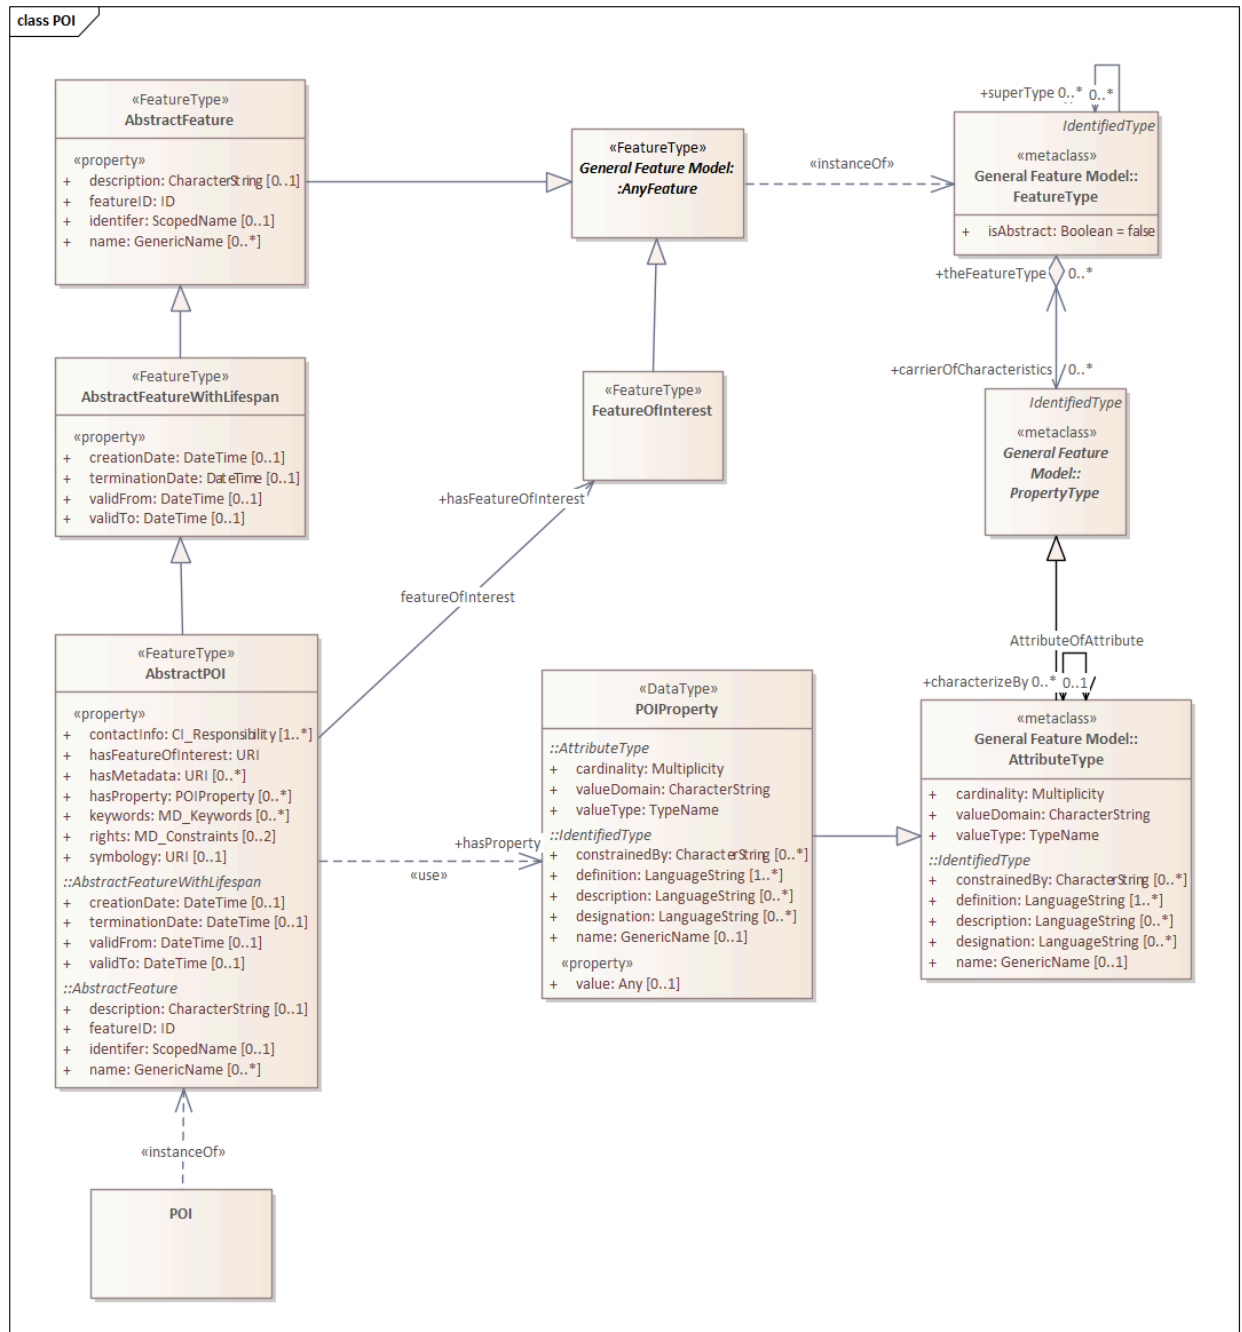 class POI
«FeatureType»
AbstractFeature
«property»
+ description: CharacterString [0..1]
+ featureID: ID
+ identifer: ScopedName [0..1]
+ name: GenericName [0..*]
«FeatureType»
General Feature Model:
:AnyFeature
«instanceOf»
+superType 0..* 0..*
IdentifiedType
«metaclass»
General Feature Model::
FeatureType
+ isAbstract: Boolean = false
+theFeatureType 0..*
+carrierOfCharacteristics 0..*
IdentifiedType
«metaclass»
General Feature
Model::
PropertyType
«FeatureType»
AbstractFeatureWithLifespan
«property»
+ creationDate: DateTime [0..1]
+ terminationDate: DateTime [0..1]
+ validFrom: DateTime [0..1]
+ validTo: DateTime [0..1]
«FeatureType»
FeatureOfInterest
+hasFeatureOfInterest
featureOfInterest
«FeatureType»
AbstractPOI
«property»
+ contactInfo: CI_Responsibility [1..*]
+ hasFeatureOfInterest: URI
+ hasMetadata: URI [0..*]
+ hasProperty: POIProperty [0..*]
+ keywords: MD_Keywords [0..*]
+ rights: MD_Constraints [0..2]
+ symbology: URI [0..1]
::AbstractFeatureWithLifespan
+ creationDate: DateTime [0..1]
+ terminationDate: DateTime [0..1]
+ validFrom: DateTime [0..1]
+ validTo: DateTime [0..1]
::AbstractFeature
+ description: CharacterString [0..1]
+ featureID: ID
+ identifer: ScopedName [0..1]
+ name: GenericName [0..*]
+hasProperty
«use»
«DataType»
POIProperty
::AttributeType
+ cardinality: Multiplicity
+ valueDomain: CharacterString
+ valueType: TypeName
::IdentifiedType
+ constrainedBy: CharacterString [0..*]
+ definition: LanguageString [1..*]
+ description: LanguageString [0..*]
+ designation: LanguageString [0..*]
+ name: GenericName [0..1]
«property»
+ value: Any [0..1]
AttributeOfAttribute
+characterizeBy 0..* 0..1
«metaclass»
General Feature Model::
AttributeType
+ cardinality: Multiplicity
+ valueDomain: CharacterString
+ valueType: TypeName
::IdentifiedType
+ constrainedBy: CharacterString [0..*]
+ definition: LanguageString [1..*]
+ description: LanguageString [0..*]
+ designation: LanguageString [0..*]
+ name: GenericName [0..1]
«instanceOf»
POI